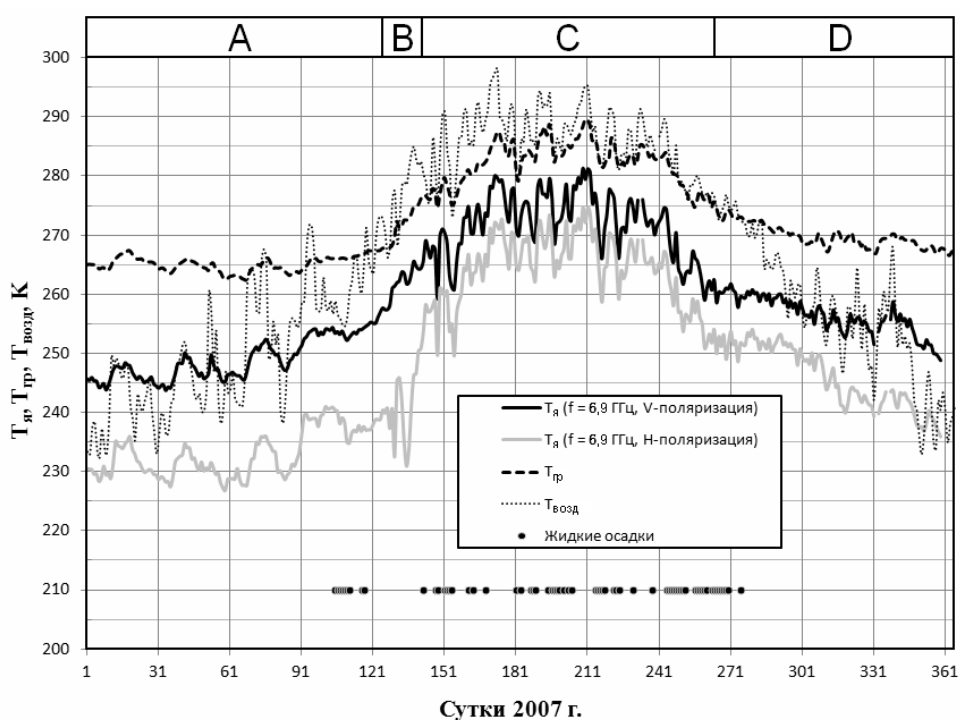 A B C D
300
290
280
270
260
250
240
230
220
210
200
Tя, Tгр, Tвозд, К
Tя (f = 6,9 ГГц, V-поляризация)
Tя (f = 6,9 ГГц, H-поляризация)
Tгр
Tвозд
Жидкие осадки
1 31 61 91 121 151 181 211 241 271 301 331 361
Сутки 2007 г.